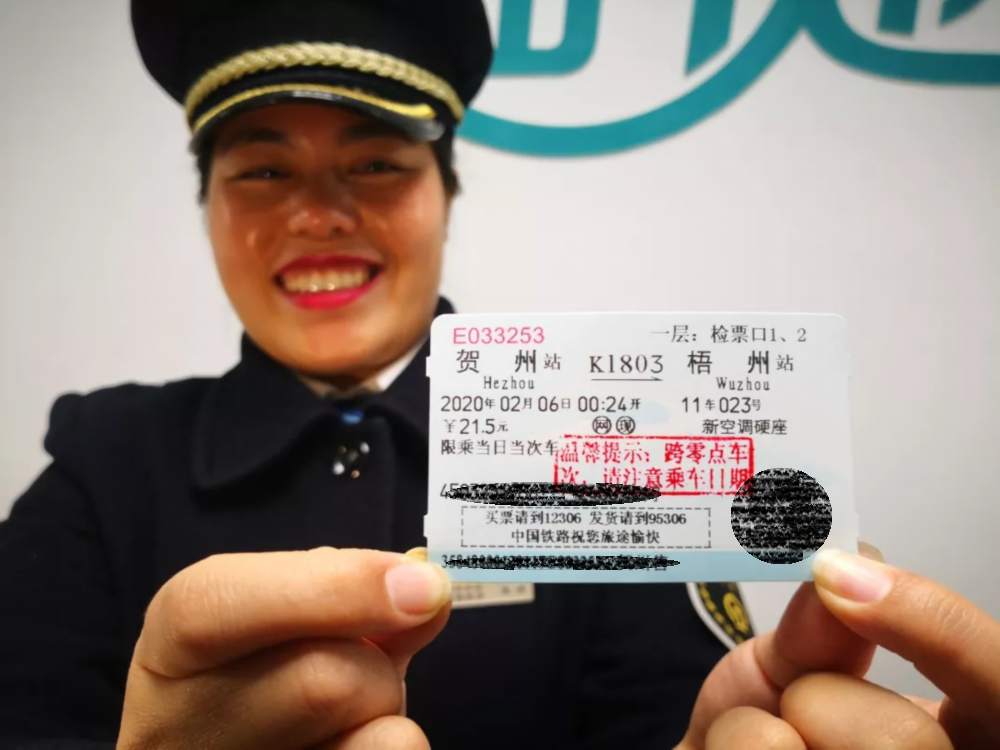 E033253 一层：检票口1、2
贺 州站 K1803 梧 州站
Hezhou Wuzhou
2020年02月06日00:24开 11车023号
￥21.5元 网 现 新空调硬座
限乘当日当次车
温馨提示：跨零点车
次，请注意乘车日期
买票请到12306 发货请到95306
中国铁路祝您旅途愉快